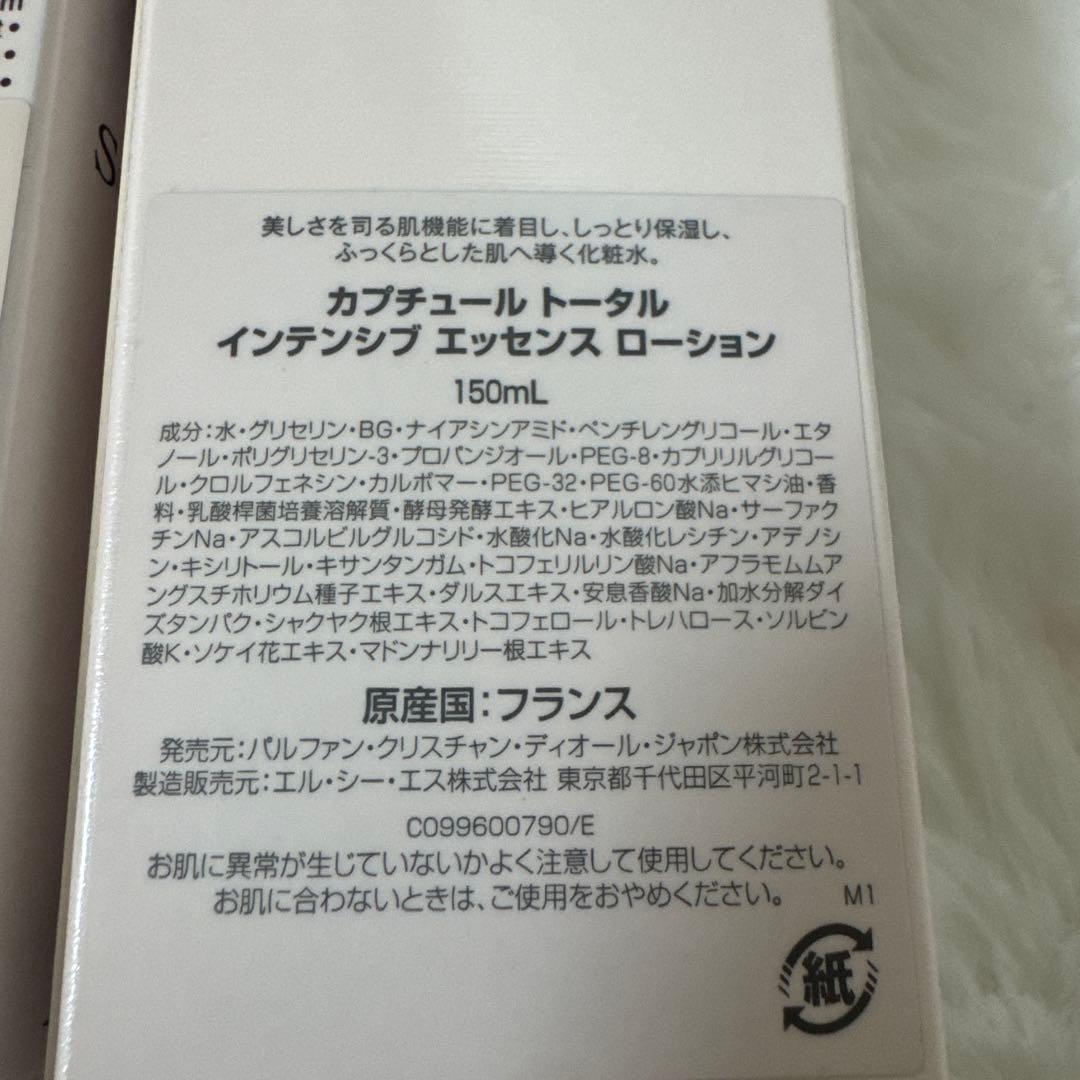 美しさを司る肌機能に着目し、しっとり保湿し、
ふっくらとした肌へ導く化粧水。
カプチュール トータル
インテンシブ エッセンス ローション
150mL
成分：水・グリセリン・BG・ナイアシンアミド・ペンチレングリコール・エタ
ノール・ポリグリセリン-3・プロパンジオール・PEG-8・カプリリルグリコー
ル・クロルフェネシン・カルボマー・PEG-32・PEG-60水添ヒマシ油・香
料・乳酸桿菌培養溶解質・酵母発酵エキス・ヒアルロン酸Na・サーファク
チンNa・アスコルビルグルコシド・水酸化Na・水酸化レシチン・アデノシ
ン・キシリトール・キサンタンガム・トコフェリルリン酸Na・アフラモムムア
ングスチホリウム種子エキス・ダルスエキス・安息香酸Na・加水分解ダイ
ズタンパク・シャクヤク根エキス・トコフェロール・トレハロース・ソルビン
酸K・ソケイ花エキス・マドンナリリー根エキス
原産国：フランス
発売元：パルファン・クリスチャン・ディオール・ジャポン株式会社
製造販売元：エル・シー・エス株式会社 東京都千代田区平河町2-1-1
C099600790/E
お肌に異常が生じていないかよく注意して使用してください。
お肌に合わないときは、ご使用をおやめください。 M1
紙